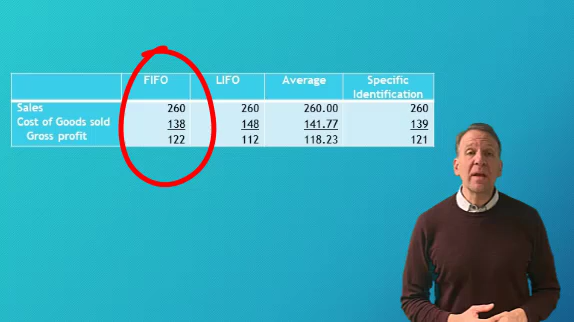 FIFO LIFO Average Specific Identification
Sales 260 260 260.00 260
Cost of Goods sold 138 148 141.77 139
Gross profit 122 112 118.23 121